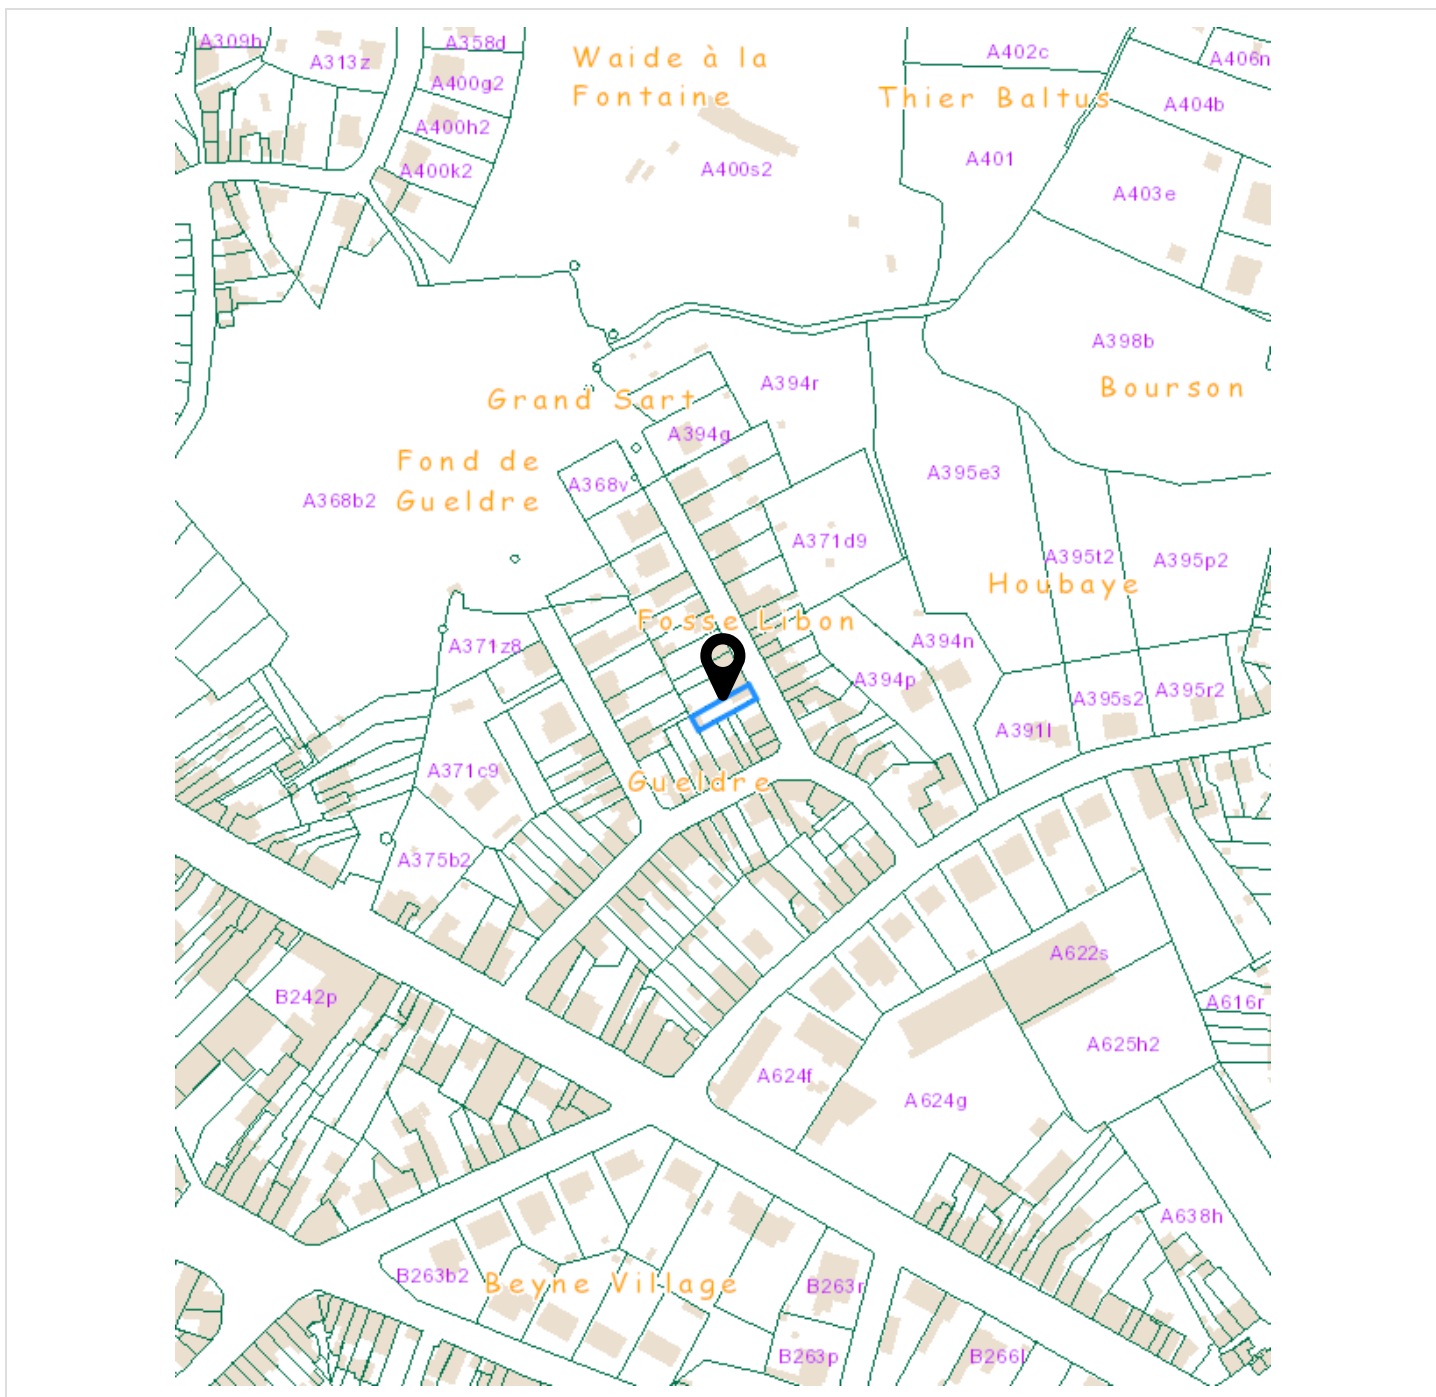 A309h
A358d
A313z
Waide à la
Fontaine
A402c
A406n
A400g2
Thier Baltus
A404b
A400h2
A400k2
A400s2
A401
A403e
A398b
A394r
Bourson
Grand Sart
A394g
Fond de
Gueldre
A368v
A368b2
A395e3
A371d9
A395t2
A395p2
Houbaye
Fosse Libon
A371z8
A394n
A394p
A395s2
A395r2
A391l
A371c9
Gueldre
A375b2
A622s
B242p
A616r
A625h2
A624f
A624g
A638h
B263b2
Beyne Village
B263r
B263p
B266l